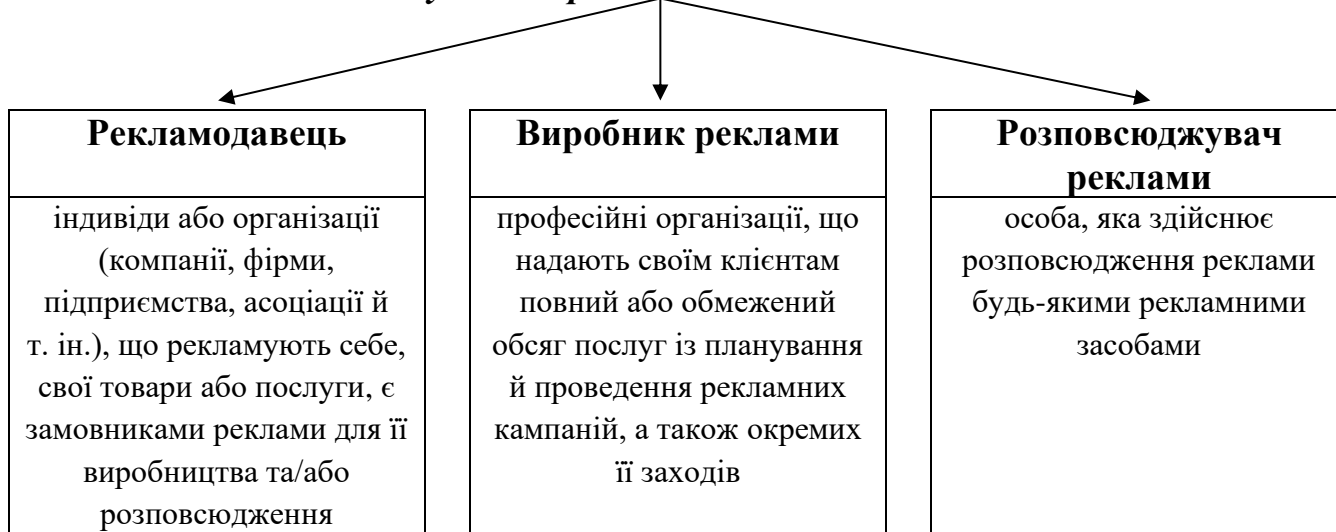 Рекламодавець
індивіди або організації
(компанії, фірми,
підприємства, асоціації й
т. ін.), що рекламують себе,
свої товари або послуги, є
замовниками реклами для її
виробництва та/або
розповсюдження
Виробник реклами
професійні організації, що
надають своїм клієнтам
повний або обмежений
обсяг послуг із планування
й проведення рекламних
кампаній, а також окремих
її заходів
Розповсюджувач
реклами
особа, яка здійснює
розповсюдження реклами
будь-якими рекламними
засобами